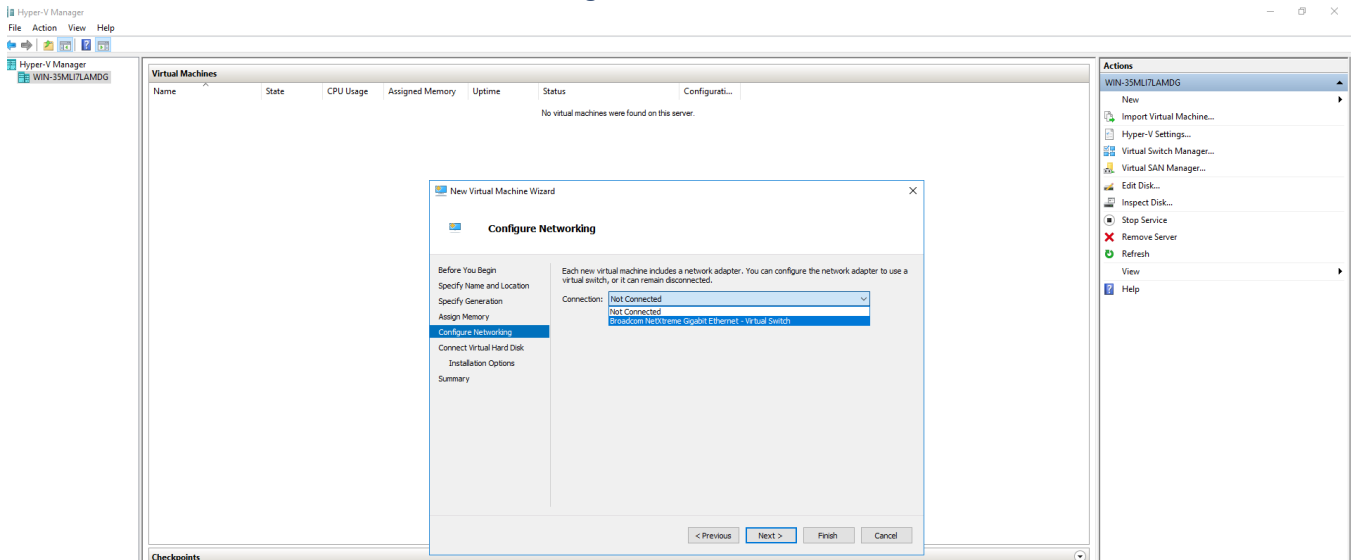 Hyper-V Manager
File Action View Help
Hyper-V Manager
WIN-35MLI7LAMDG
Virtual Machines
Name State CPU Usage Assigned Memory Uptime Status Configurati...
No virtual machines were found on this server.
New Virtual Machine Wizard
Configure Networking
Before You Begin
Specify Name and Location
Specify Generation
Assign Memory
Configure Networking
Connect Virtual Hard Disk
Installation Options
Summary
Each new virtual machine includes a network adapter. You can configure the network adapter to use a
virtual switch, or it can remain disconnected.
Connection: Not Connected
Not Connected
Broadcom NetXtreme Gigabit Ethernet - Virtual Switch
< Previous Next > Finish Cancel
Checkpoints
Actions
WIN-35MLI7LAMDG
New
Import Virtual Machine...
Hyper-V Settings...
Virtual Switch Manager...
Virtual SAN Manager...
Edit Disk...
Inspect Disk...
Stop Service
Remove Server
Refresh
View
Help